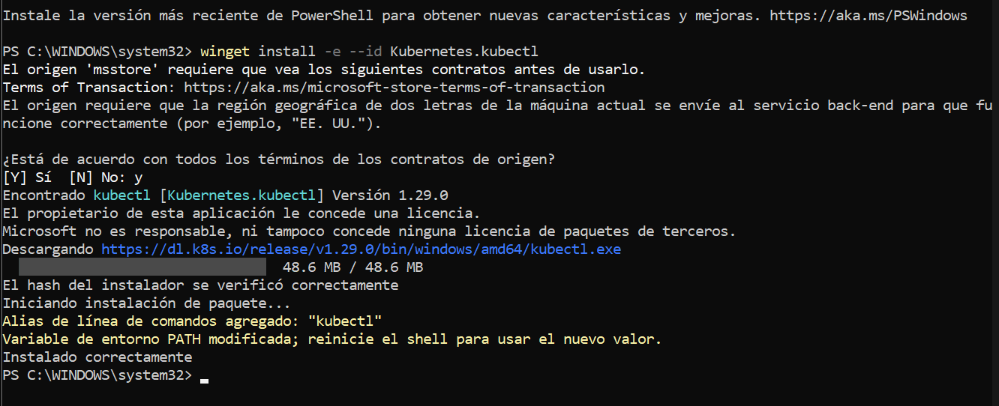 Instale la versión más reciente de PowerShell para obtener nuevas características y mejoras. https://aka.ms/PSWindows
PS C:\WINDOWS\system32> winget install -e --id Kubernetes.kubectl
El origen 'msstore' requiere que vea los siguientes contratos antes de usarlo.
Terms of Transaction: https://aka.ms/microsoft-store-terms-of-transaction
El origen requiere que la región geográfica de dos letras de la máquina actual se envíe al servicio back-end para que fu
ncione correctamente (por ejemplo, "EE. UU.").
¿Está de acuerdo con todos los términos de los contratos de origen?
[Y] Sí  [N] No: y
Encontrado kubectl [Kubernetes.kubectl] Versión 1.29.0
El propietario de esta aplicación le concede una licencia.
Microsoft no es responsable, ni tampoco concede ninguna licencia de paquetes de terceros.
Descargando https://dl.k8s.io/release/v1.29.0/bin/windows/amd64/kubectl.exe
48.6 MB / 48.6 MB
El hash del instalador se verificó correctamente
Iniciando instalación de paquete...
Alias de línea de comandos agregado: "kubectl"
Variable de entorno PATH modificada; reinicie el shell para usar el nuevo valor.
Instalado correctamente
PS C:\WINDOWS\system32>